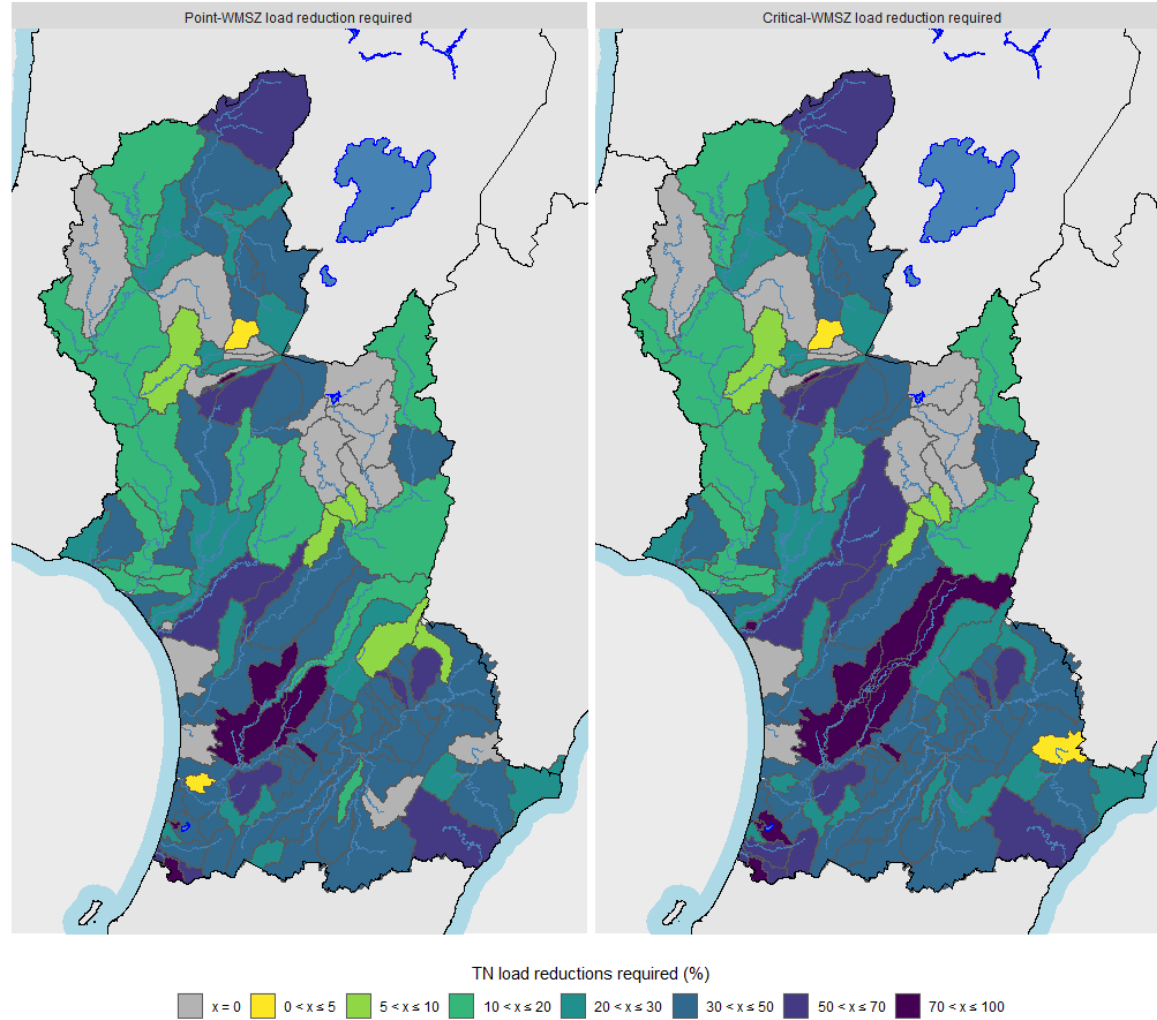 Point-WMSZ load reduction required
Critical-WMSZ load reduction required
TN load reductions required (%)
x = 0
0 < x ≤ 5
5 < x ≤ 10
10 < x ≤ 20
20 < x ≤ 30
30 < x ≤ 50
50 < x ≤ 70
70 < x ≤ 100